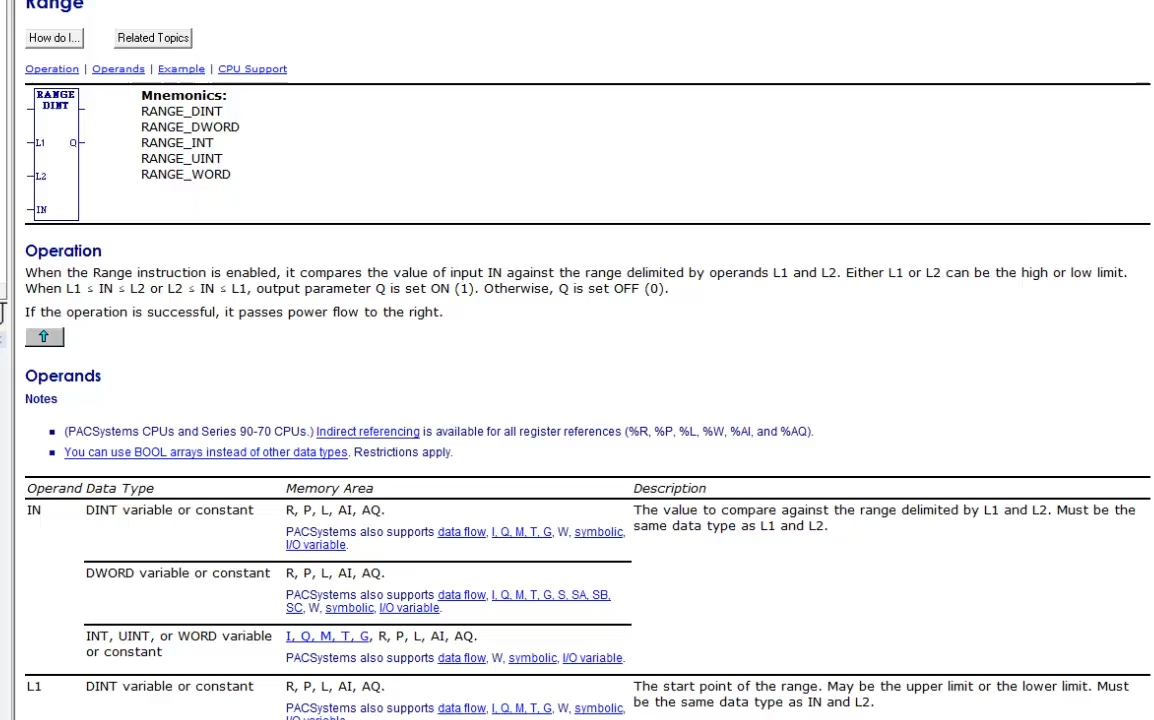 Range
How do I...
Related Topics
Operation | Operands | Example | CPU Support
RANGE
DINT
L1 Q
L2
IN
Mnemonics:
RANGE_DINT
RANGE_DWORD
RANGE_INT
RANGE_UINT
RANGE_WORD
Operation
When the Range instruction is enabled, it compares the value of input IN against the range delimited by operands L1 and L2. Either L1 or L2 can be the high or low limit.
When L1 ≤ IN ≤ L2 or L2 ≤ IN ≤ L1, output parameter Q is set ON (1). Otherwise, Q is set OFF (0).
If the operation is successful, it passes power flow to the right.
Operands
Notes
▪ (PACSystems CPUs and Series 90-70 CPUs.) Indirect referencing is available for all register references (%R, %P, %L, %W, %AI, and %AQ).
▪ You can use BOOL arrays instead of other data types. Restrictions apply.
Operand Data Type Memory Area Description
IN DINT variable or constant R, P, L, AI, AQ.
PACSystems also supports data flow, I, Q, M, T, G, W, symbolic,
I/O variable.
The value to compare against the range delimited by L1 and L2. Must be the
same data type as L1 and L2.
DWORD variable or constant R, P, L, AI, AQ.
PACSystems also supports data flow, I, Q, M, T, G, S, SA, SB,
SC, W, symbolic, I/O variable.
INT, UINT, or WORD variable
or constant
I, Q, M, T, G, R, P, L, AI, AQ.
PACSystems also supports data flow, W, symbolic, I/O variable.
L1 DINT variable or constant R, P, L, AI, AQ.
PACSystems also supports data flow, I, Q, M, T, G, W, symbolic,
I/O variable
The start point of the range. May be the upper limit or the lower limit. Must
be the same data type as IN and L2.